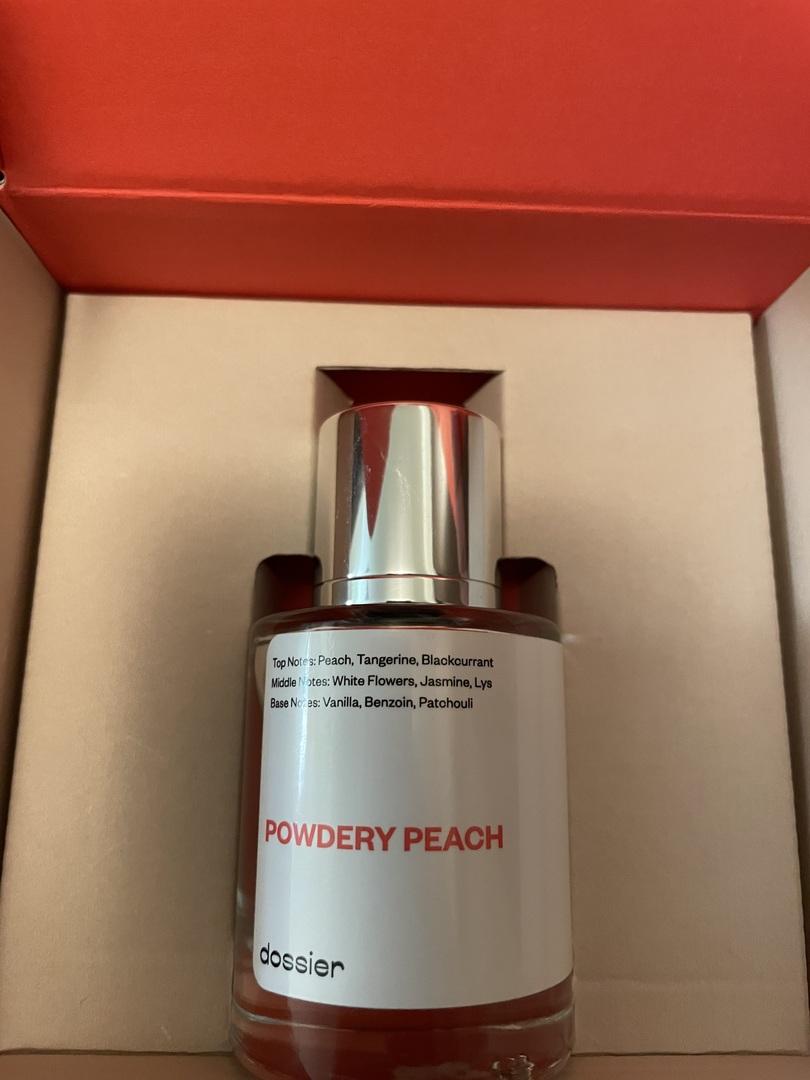 Top Notes: Peach, Tangerine, Blackcurrant
Middle Notes: White Flowers, Jasmine, Lys
Base Notes: Vanilla, Benzoin, Patchouli
POWDERY PEACH
dossier